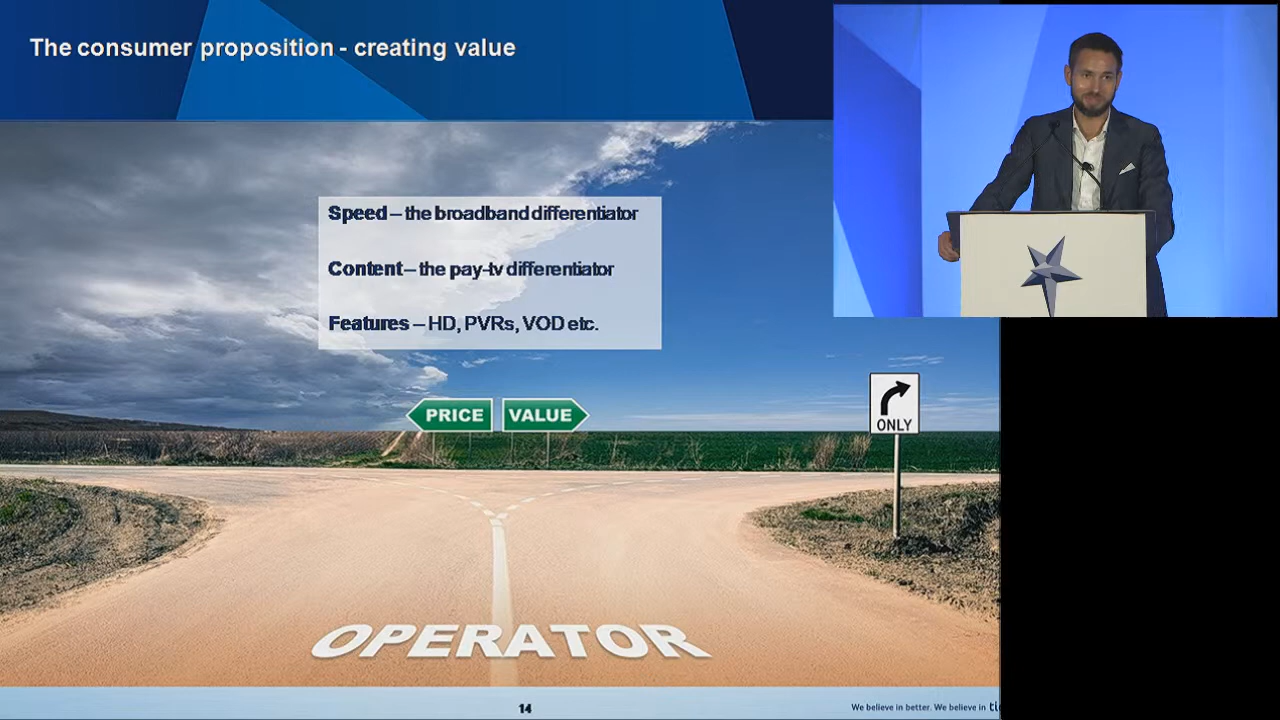 The consumer proposition - creating value
Speed – the broadband differentiator
Content – the pay-tv differentiator
Features – HD, PVRs, VOD etc.
PRICE
VALUE
ONLY
OPERATOR
14
We believe in better. We believe in